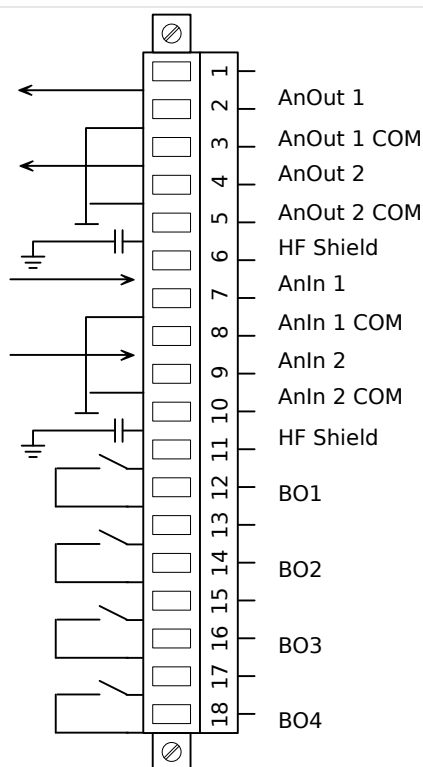 1
2
AnOut 1
3
AnOut 1 COM
4
AnOut 2
5
AnOut 2 COM
6
HF Shield
7
AnIn 1
8
AnIn 1 COM
9
AnIn 2
10
AnIn 2 COM
11
HF Shield
12
BO1
13
14
BO2
15
16
BO3
17
18
BO4